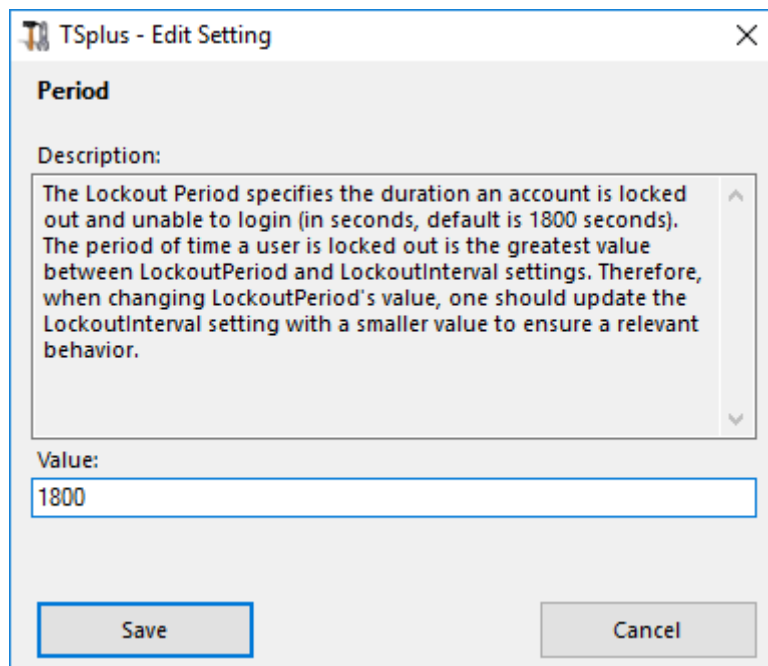 TSplus - Edit Setting
Period
Description:
The Lockout Period specifies the duration an account is locked
out and unable to login (in seconds, default is 1800 seconds).
The period of time a user is locked out is the greatest value
between LockoutPeriod and LockoutInterval settings. Therefore,
when changing LockoutPeriod's value, one should update the
LockoutInterval setting with a smaller value to ensure a relevant
behavior.
Value:
1800
Save
Cancel